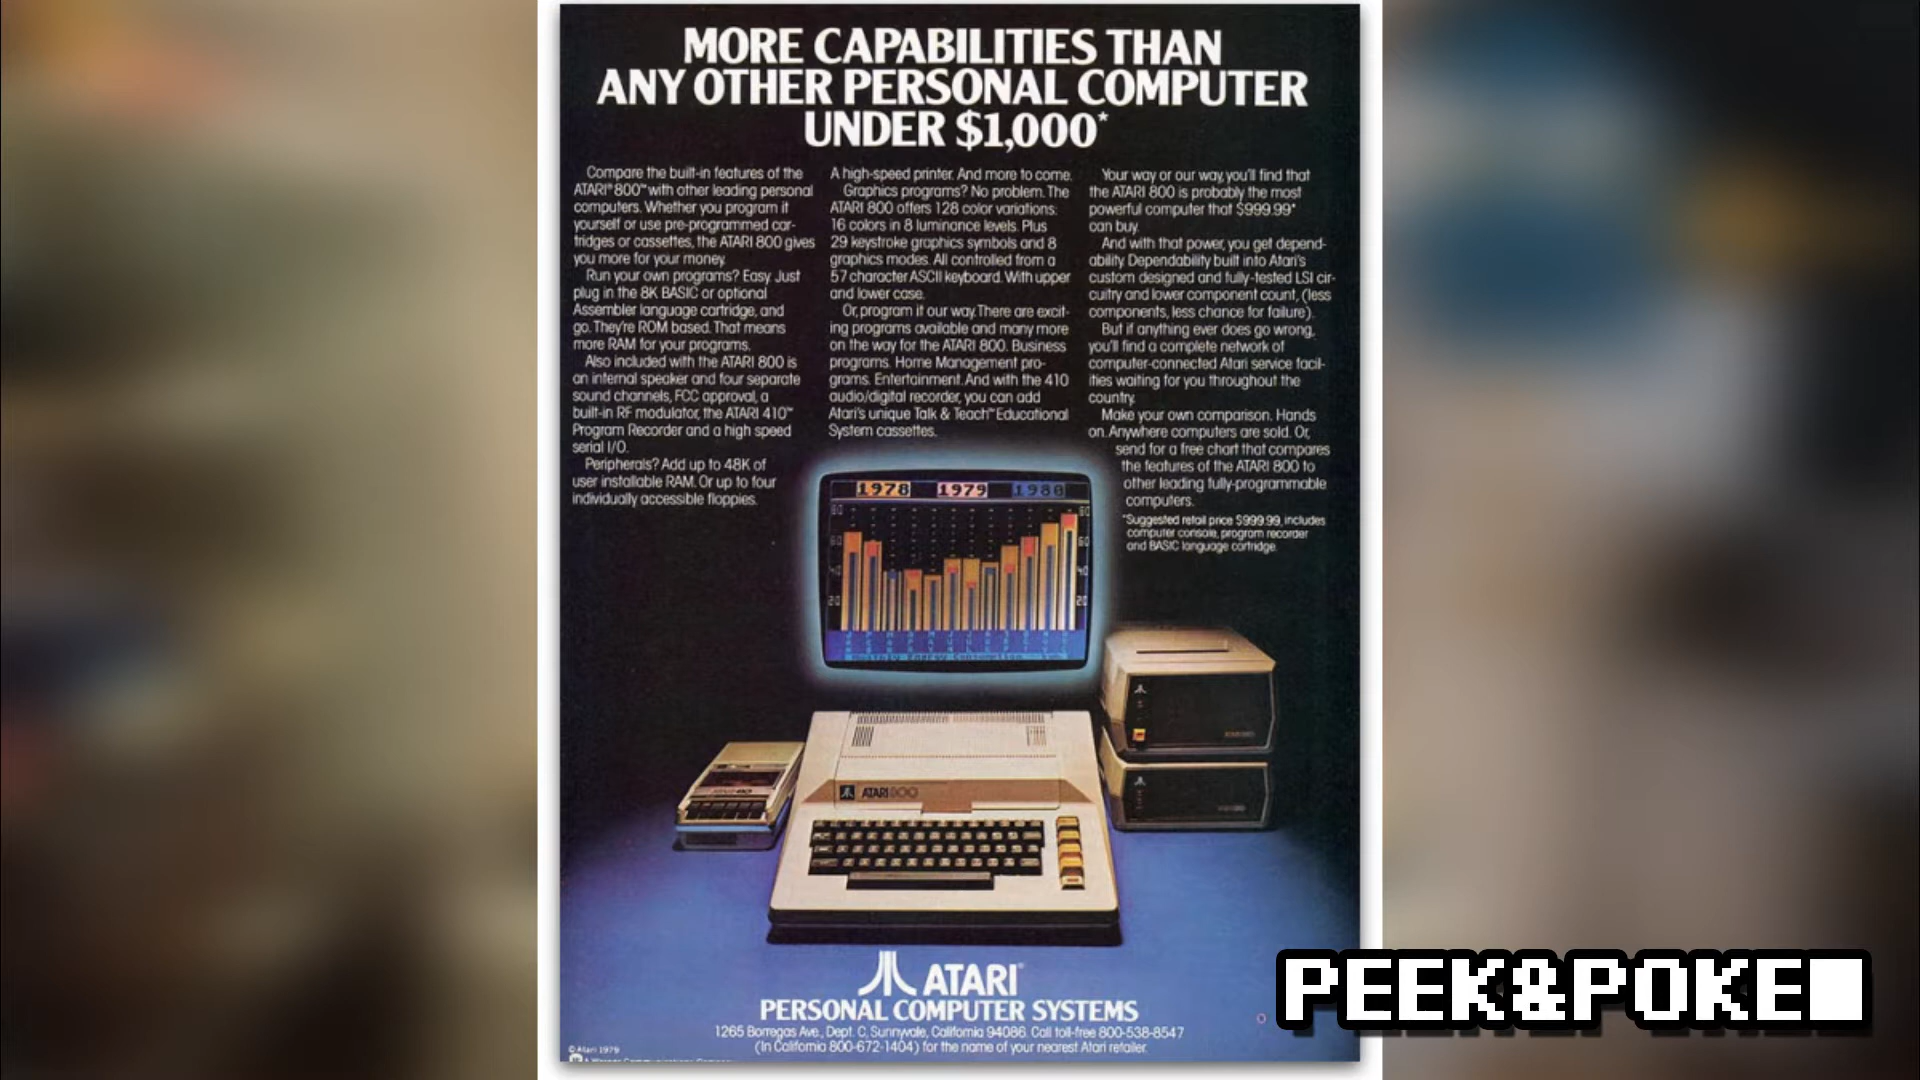 MORE CAPABILITIES THAN
ANY OTHER PERSONAL COMPUTER
UNDER $1,000*
Compare the built-in features of the
ATARI® 800™ with other leading personal
computers. Whether you program it
yourself or use pre-programmed car-
tridges or cassettes, the ATARI 800 gives
you more for your money.
Run your own programs? Easy. Just
plug in the 8K BASIC or optional
Assembler language cartridge, and
go. They're ROM based. That means
more RAM for your programs.
Also included with the ATARI 800 is
an internal speaker and four separate
sound channels, FCC approval, a
built-in RF modulator, the ATARI 410™
Program Recorder and a high speed
serial I/O.
Peripherals? Add up to 48K of
user installable RAM. Or up to four
individually accessible floppies.
A high-speed printer. And more to come.
Graphics programs? No problem. The
ATARI 800 offers 128 color variations:
16 colors in 8 luminance levels. Plus
29 keystroke graphics symbols and 8
graphics modes. All controlled from a
57 character ASCII keyboard. With upper
and lower case.
Or, program it our way. There are excit-
ing programs available and many more
on the way for the ATARI 800. Business
programs. Home Management pro-
grams. Entertainment. And with the 410
audio/digital recorder, you can add
Atari's unique Talk & Teach™ Educational
System cassettes.
Your way or our way, you'll find that
the ATARI 800 is probably the most
powerful computer that $999.99*
can buy.
And with that power, you get depend-
ability. Dependability built into Atari's
custom designed and fully-tested LSI cir-
cuitry and lower component count, (less
components, less chance for failure).
But if anything ever does go wrong,
you'll find a complete network of
computer-connected Atari service facil-
ities waiting for you throughout the
country.
Make your own comparison. Hands
on. Anywhere computers are sold. Or,
send for a free chart that compares
the features of the ATARI 800 to
other leading fully-programmable
computers.
*Suggested retail price $999.99, includes
computer console, program recorder
and BASIC language cartridge.
1978 1979 1980
80 80
60 60
40 40
20 20
Monthly Energy Consumption
ATARI 800
ATARI®
PERSONAL COMPUTER SYSTEMS
1265 Borregas Ave., Dept. C, Sunnyvale, California 94086. Call toll-free 800-538-8547
(In California 800-672-1404) for the name of your nearest Atari retailer.
© Atari 1979
A Warner Communications Company
PEEK&POKE